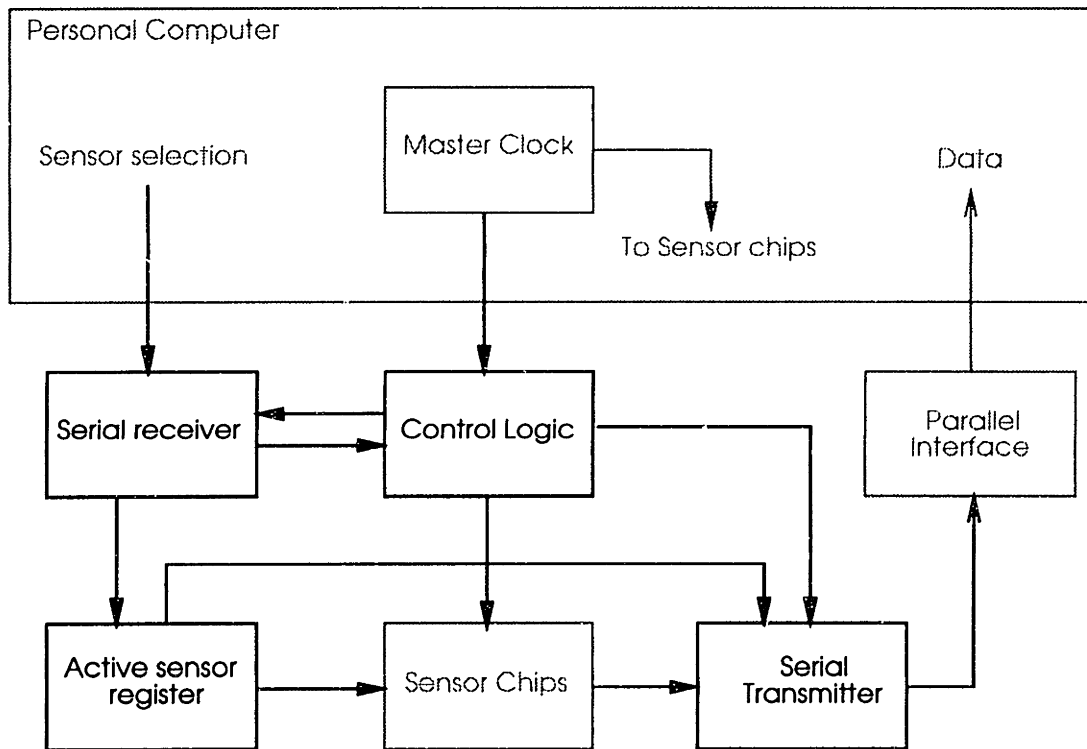 Personal Computer
Sensor selection
Master Clock
Data
To Sensor chips
Serial receiver
Control Logic
Parallel
Interface
Active sensor
register
Sensor Chips
Serial
Transmitter